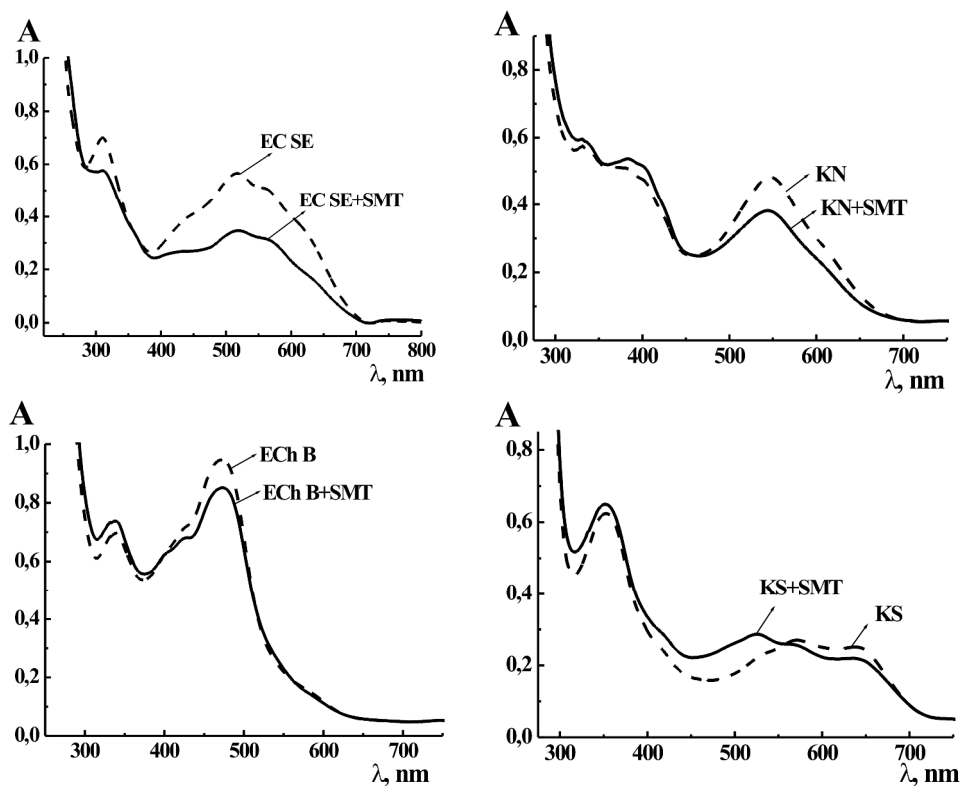 A
1,0
0,8
0,6
0,4
0,2
0,0
EC SE
EC SE+SMT
300 400 500 600 700 800
λ, nm
A
0,8
0,6
0,4
0,2
0,0
KN
KN+SMT
300 400 500 600 700
λ, nm
A
1,0
0,8
0,6
0,4
0,2
0,0
ECh B
ECh B+SMT
300 400 500 600 700
λ, nm
A
0,8
0,6
0,4
0,2
0,0
KS+SMT
KS
300 400 500 600 700
λ, nm